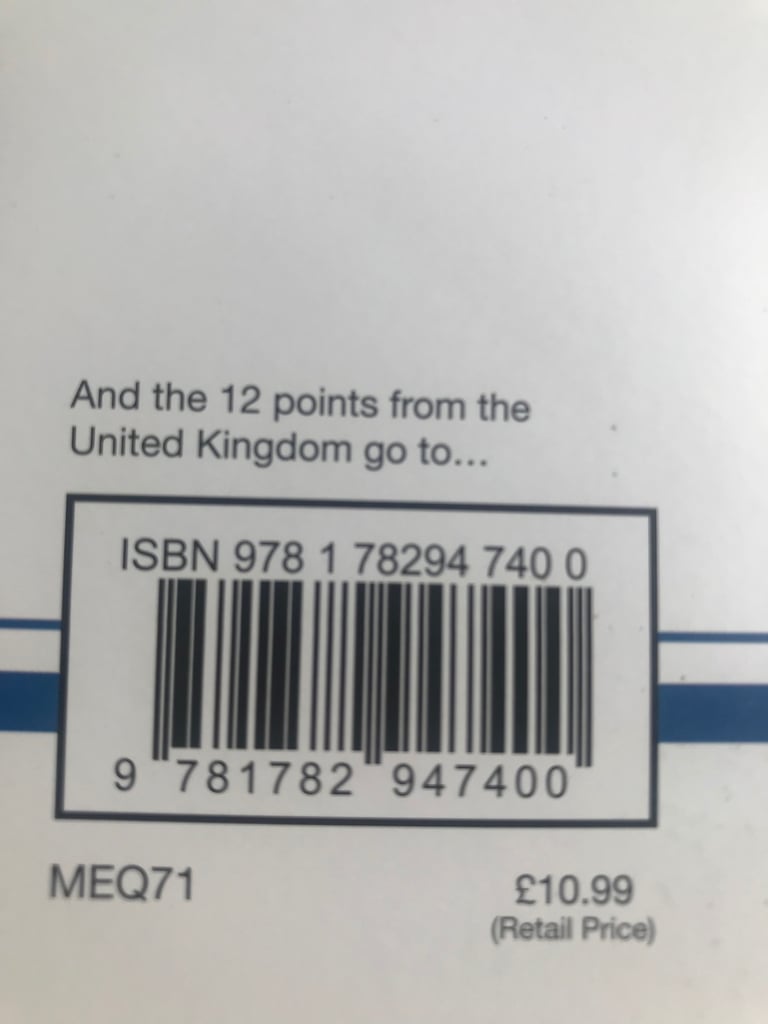 And the 12 points from the
United Kingdom go to...
ISBN 978 1 78294 740 0
9 781782 947400
MEQ71
£10.99
(Retail Price)